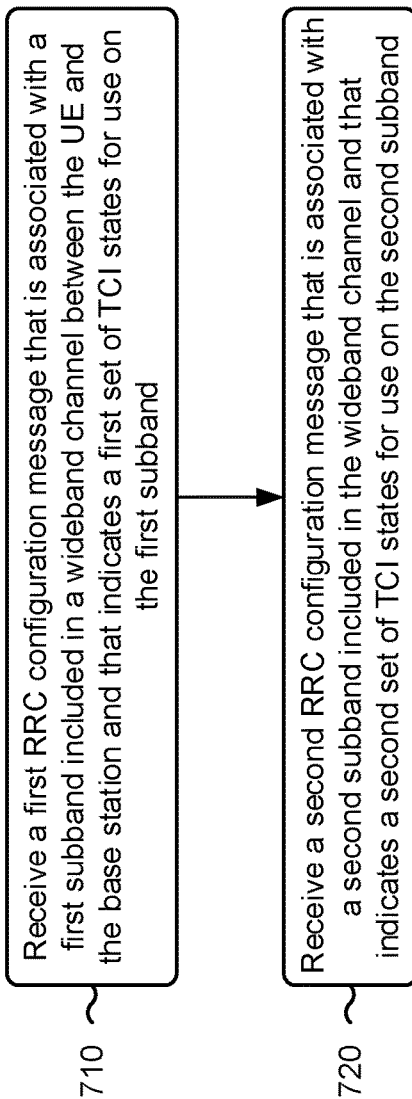 710
Receive a first RRC configuration message that is associated with a
first subband included in a wideband channel between the UE and
the base station and that indicates a first set of TCI states for use on
the first subband
720
Receive a second RRC configuration message that is associated with
a second subband included in the wideband channel and that
indicates a second set of TCI states for use on the second subband